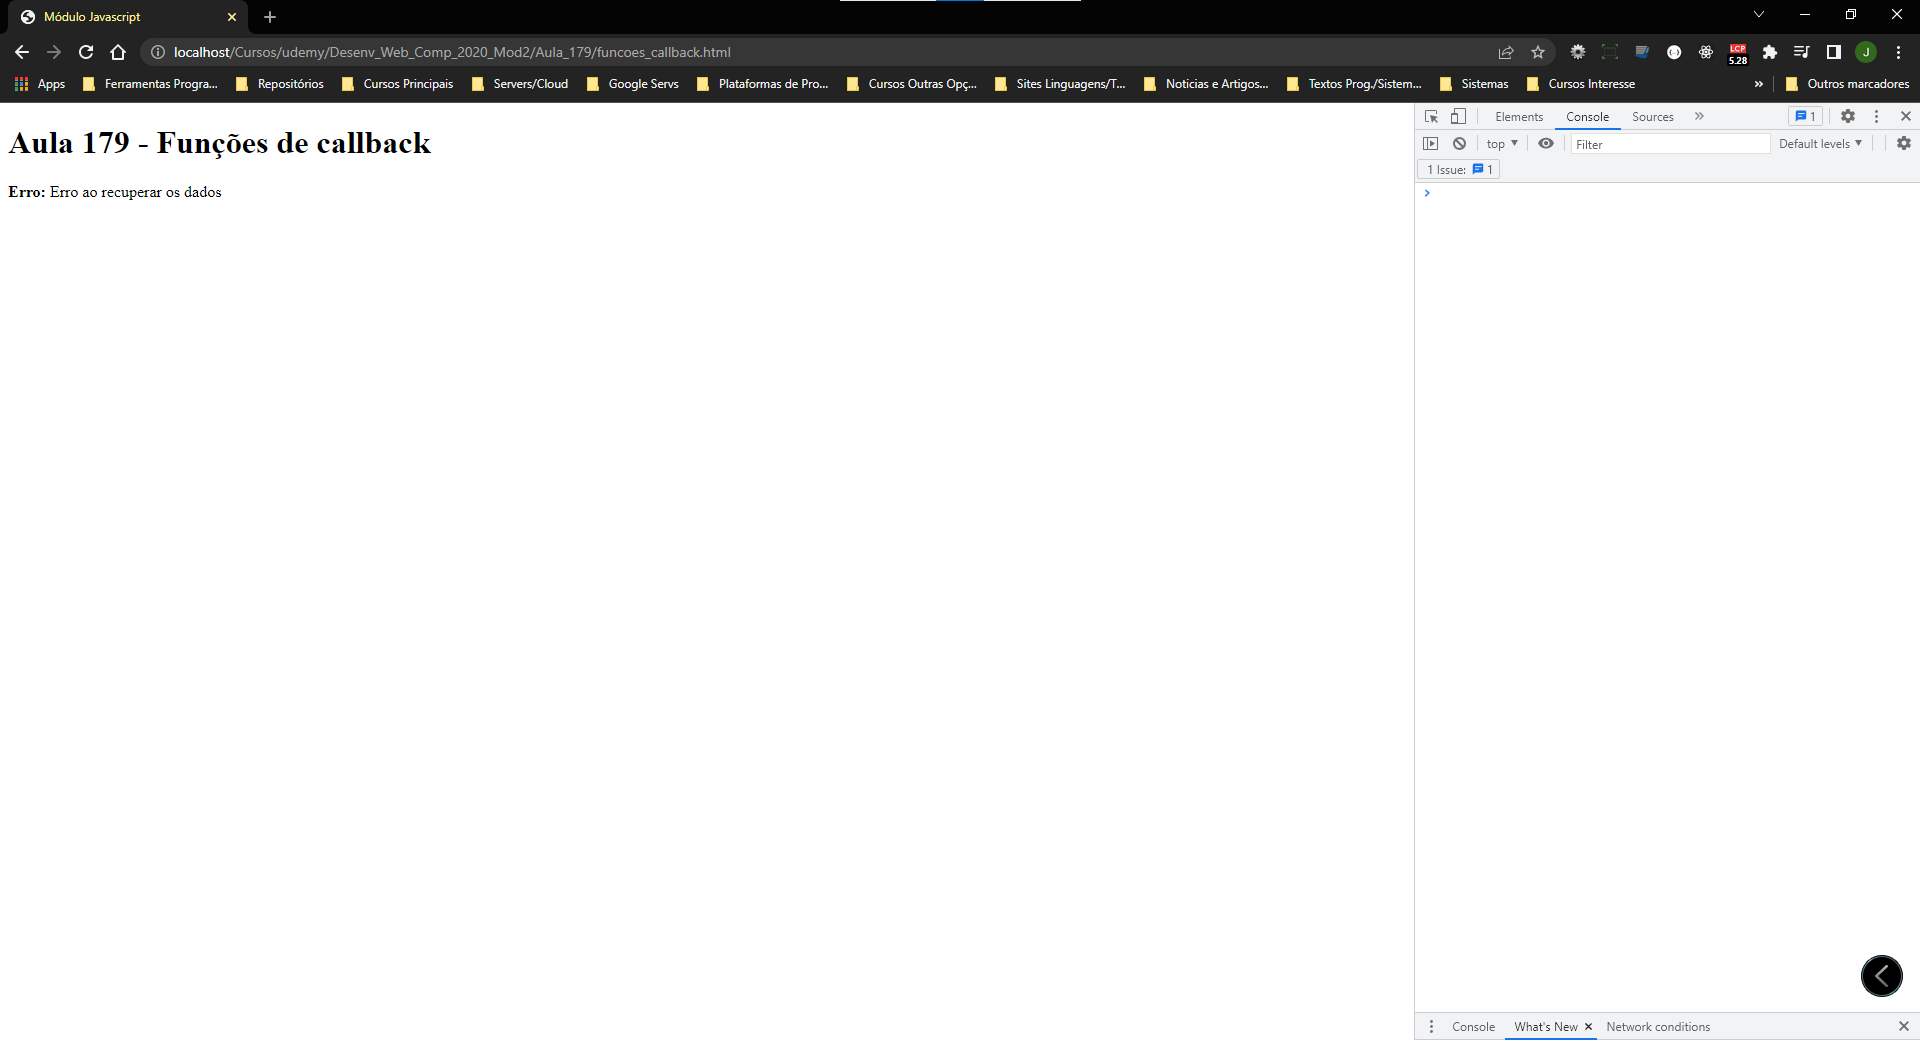 Módulo Javascript
localhost/Cursos/udemy/Desenv_Web_Comp_2020_Mod2/Aula_179/funcoes_callback.html
LCP
5.28
J
Apps Ferramentas Progra... Repositórios Cursos Principais Servers/Cloud Google Servs Plataformas de Pro... Cursos Outras Opç... Sites Linguagens/T... Noticias e Artigos... Textos Prog./Sistem... Sistemas Cursos Interesse » Outros marcadores
Aula 179 - Funções de callback
Erro: Erro ao recuperar os dados
Elements Console Sources » 1
top Filter Default levels
1 Issue: 1
Console What's New Network conditions